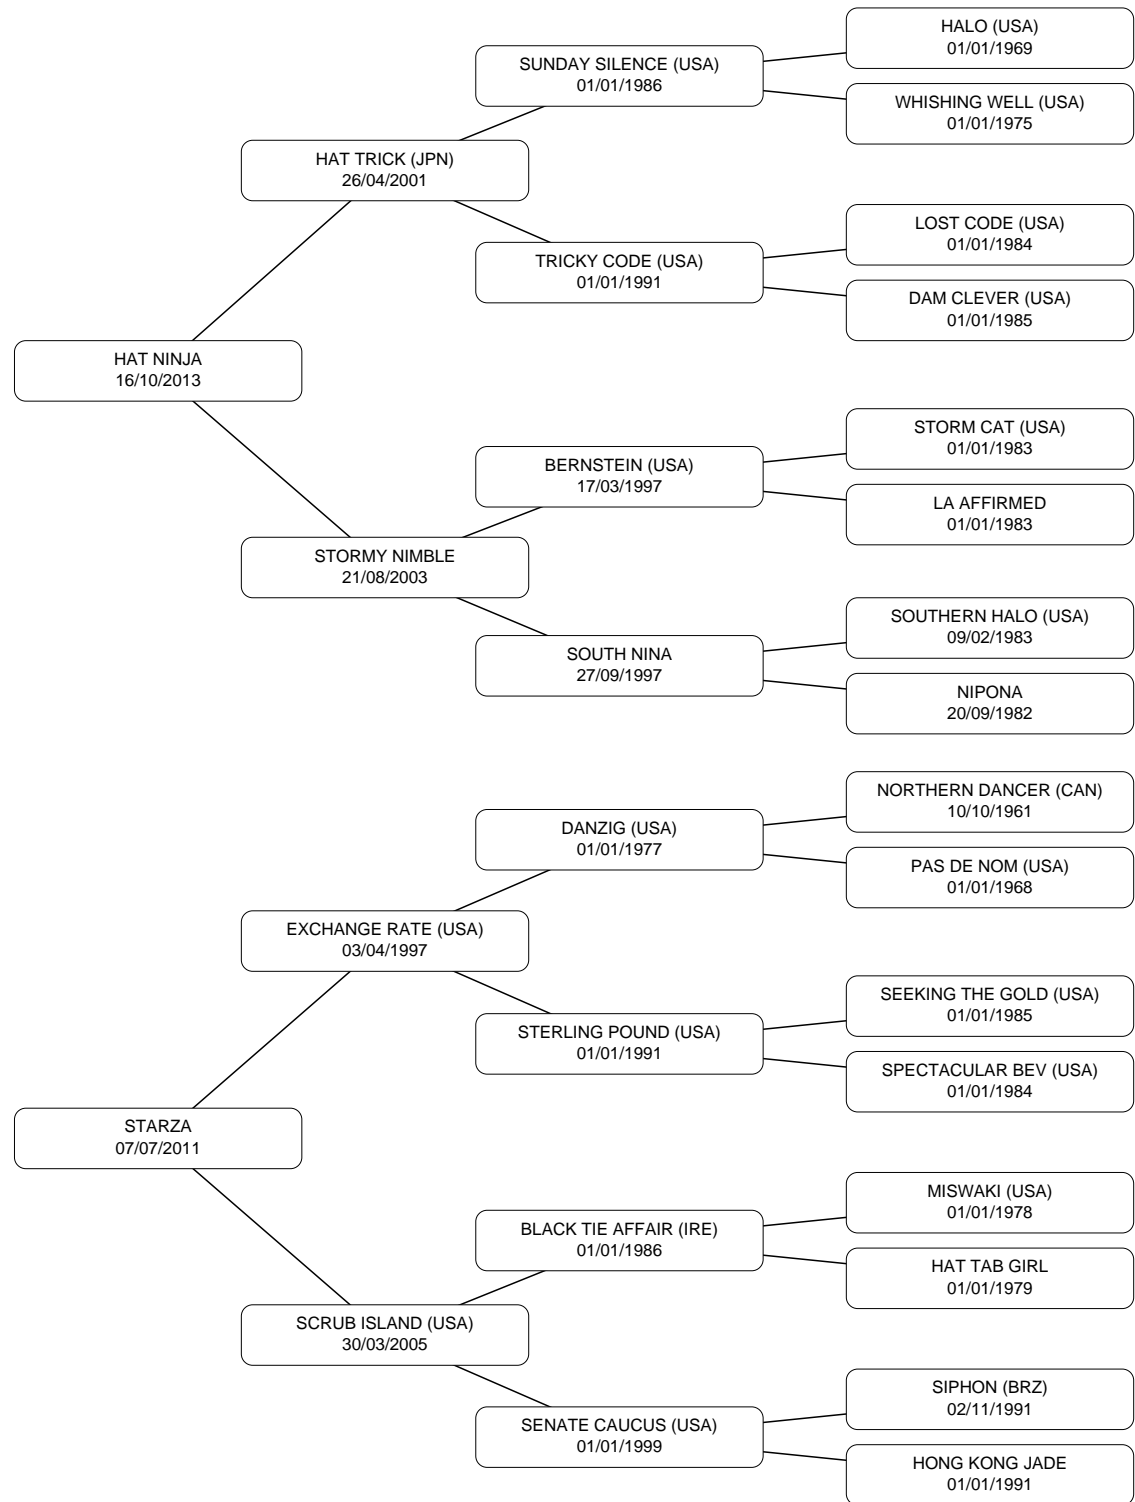 HALO (USA)
01/01/1969
SUNDAY SILENCE (USA)
01/01/1986
WHISHING WELL (USA)
01/01/1975
HAT TRICK (JPN)
26/04/2001
LOST CODE (USA)
01/01/1984
TRICKY CODE (USA)
01/01/1991
DAM CLEVER (USA)
01/01/1985
HAT NINJA
16/10/2013
STORM CAT (USA)
01/01/1983
BERNSTEIN (USA)
17/03/1997
LA AFFIRMED
01/01/1983
STORMY NIMBLE
21/08/2003
SOUTHERN HALO (USA)
09/02/1983
SOUTH NINA
27/09/1997
NIPONA
20/09/1982
NORTHERN DANCER (CAN)
10/10/1961
DANZIG (USA)
01/01/1977
PAS DE NOM (USA)
01/01/1968
EXCHANGE RATE (USA)
03/04/1997
SEEKING THE GOLD (USA)
01/01/1985
STERLING POUND (USA)
01/01/1991
SPECTACULAR BEV (USA)
01/01/1984
STARZA
07/07/2011
MISWAKI (USA)
01/01/1978
BLACK TIE AFFAIR (IRE)
01/01/1986
HAT TAB GIRL
01/01/1979
SCRUB ISLAND (USA)
30/03/2005
SIPHON (BRZ)
02/11/1991
SENATE CAUCUS (USA)
01/01/1999
HONG KONG JADE
01/01/1991